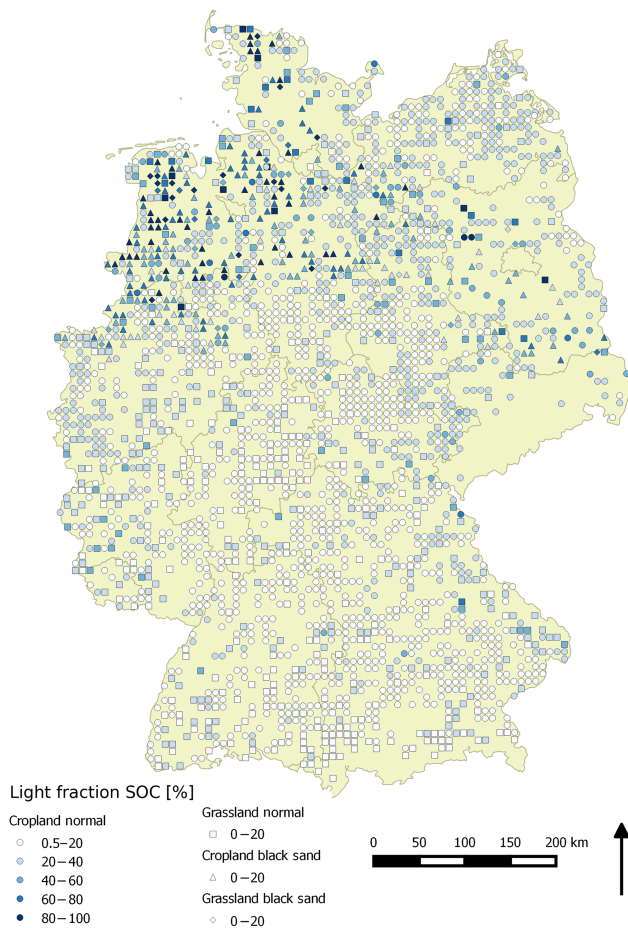 Light fraction SOC [%]
Cropland normal
0.5−20
20−40
40−60
60−80
80−100
Grassland normal
0−20
Cropland black sand
0−20
Grassland black sand
0−20
0 50 100 150 200 km